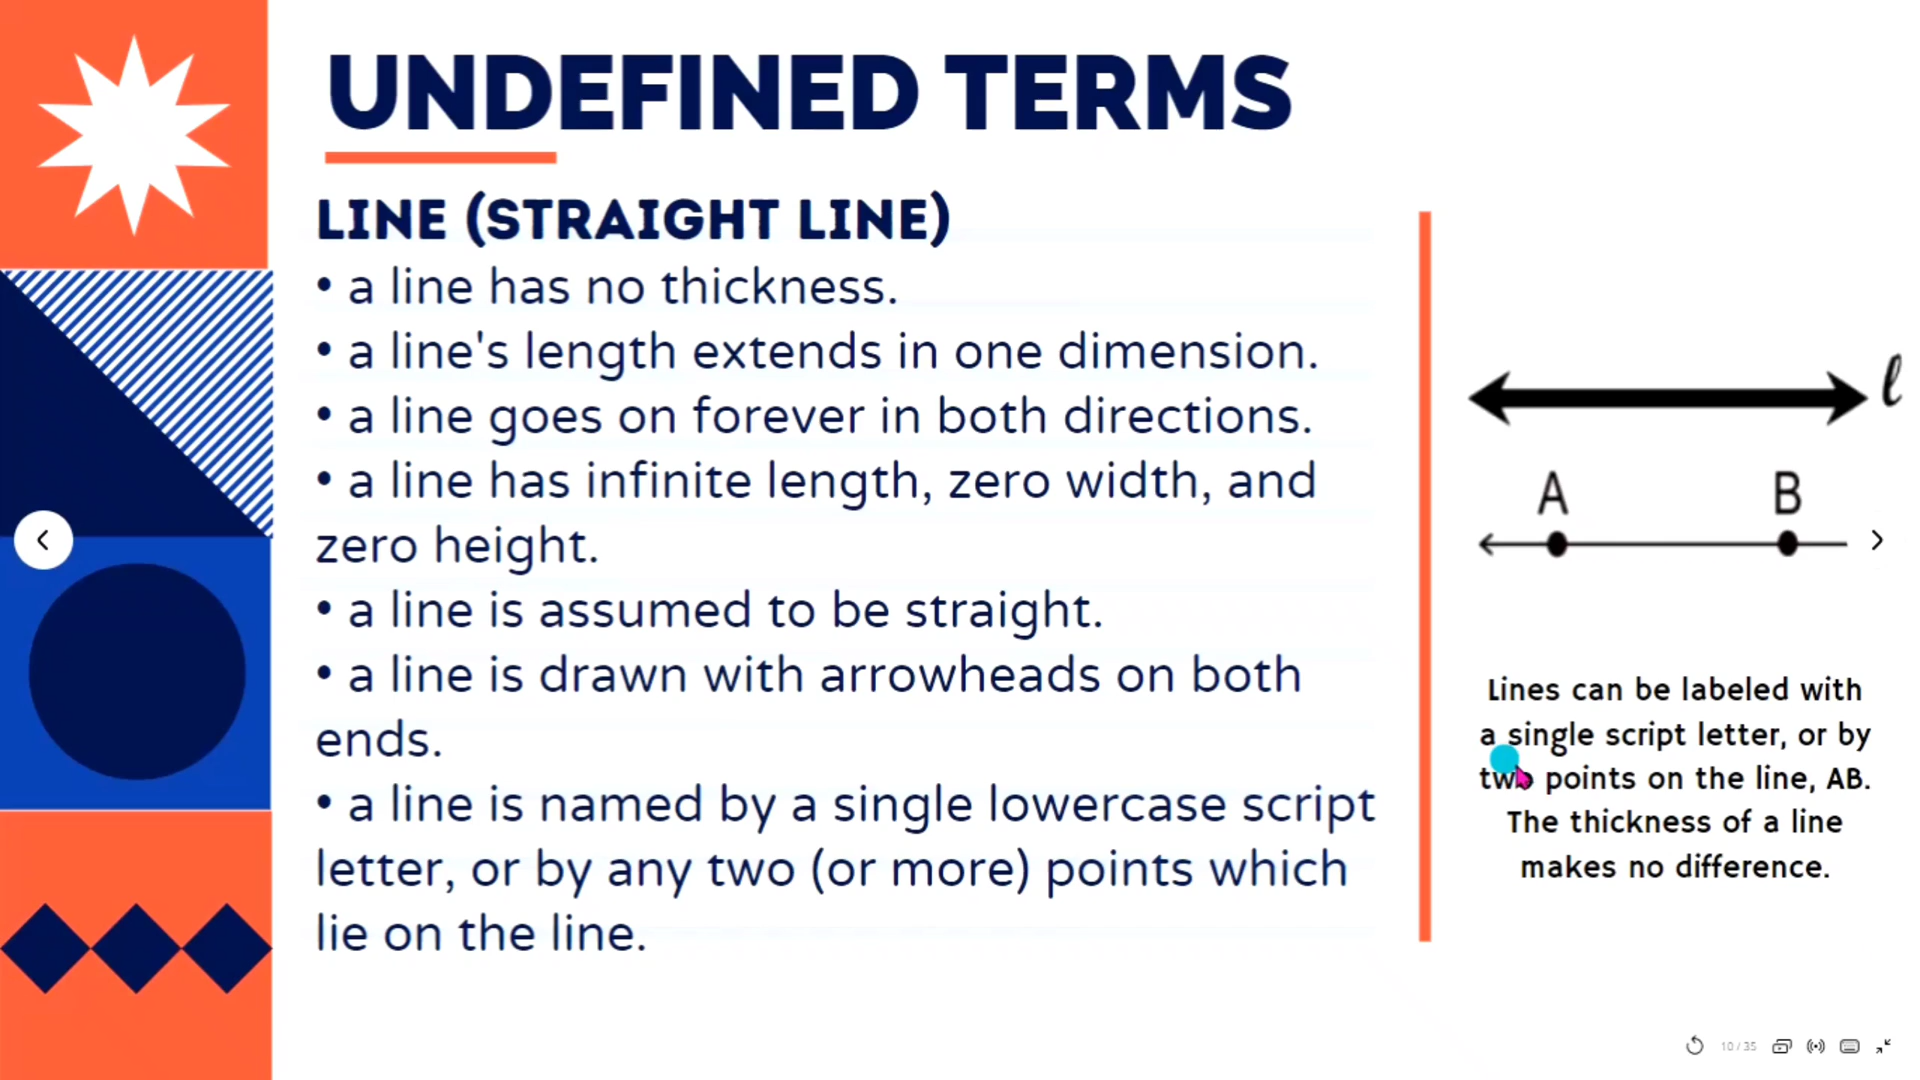 UNDEFINED TERMS
LINE (STRAIGHT LINE)
• a line has no thickness.
• a line's length extends in one dimension.
• a line goes on forever in both directions.
• a line has infinite length, zero width, and
zero height.
• a line is assumed to be straight.
• a line is drawn with arrowheads on both
ends.
• a line is named by a single lowercase script
letter, or by any two (or more) points which
lie on the line.
ℓ
A B
Lines can be labeled with
a single script letter, or by
two points on the line, AB.
The thickness of a line
makes no difference.
10 / 35